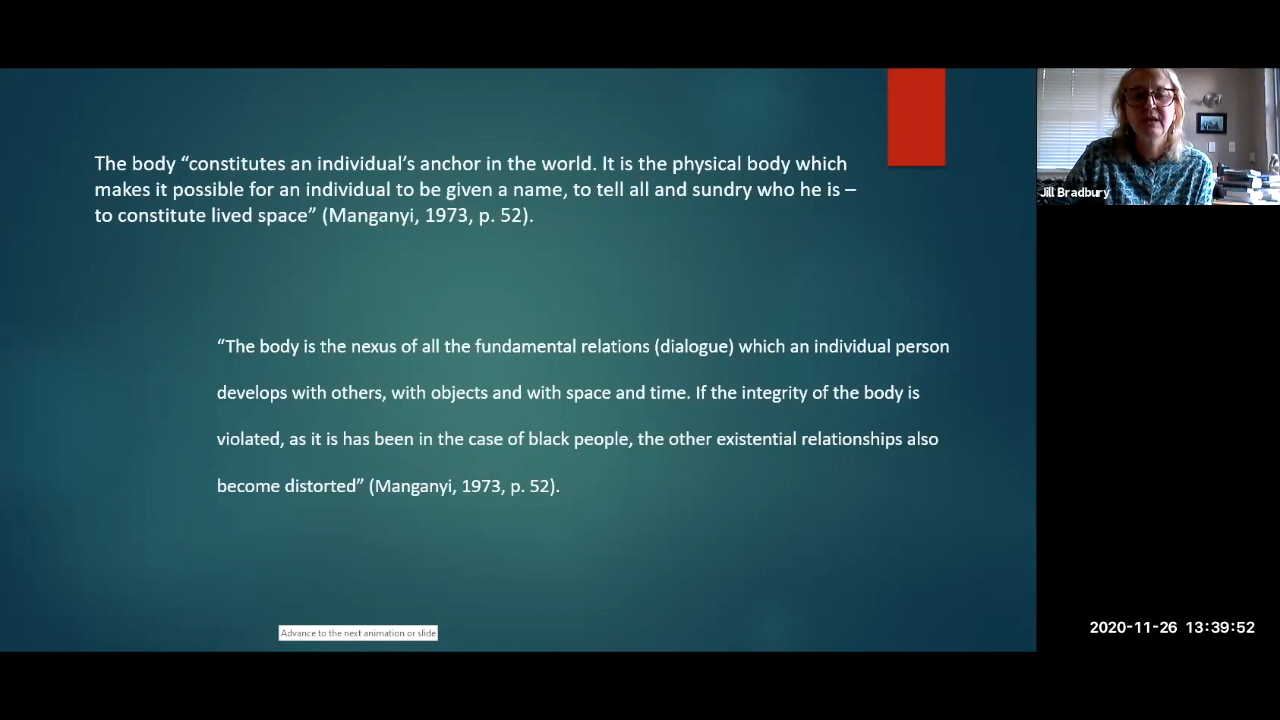 The body “constitutes an individual’s anchor in the world. It is the physical body which
makes it possible for an individual to be given a name, to tell all and sundry who he is –
to constitute lived space” (Manganyi, 1973, p. 52).
“The body is the nexus of all the fundamental relations (dialogue) which an individual person
develops with others, with objects and with space and time. If the integrity of the body is
violated, as it is has been in the case of black people, the other existential relationships also
become distorted” (Manganyi, 1973, p. 52).
Advance to the next animation or slide
Jill Bradbury
2020-11-26 13:39:52